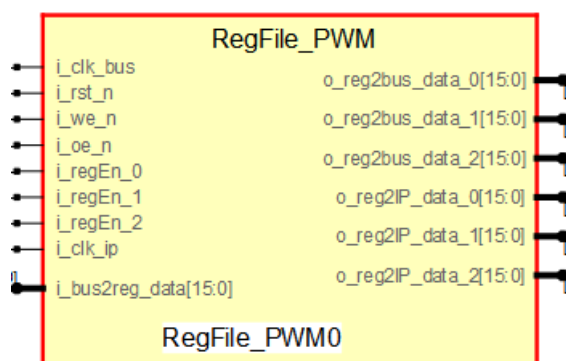 RegFile_PWM
i_clk_bus
i_rst_n
i_we_n
i_oe_n
i_regEn_0
i_regEn_1
i_regEn_2
i_clk_ip
i_bus2reg_data[15:0]
o_reg2bus_data_0[15:0]
o_reg2bus_data_1[15:0]
o_reg2bus_data_2[15:0]
o_reg2IP_data_0[15:0]
o_reg2IP_data_1[15:0]
o_reg2IP_data_2[15:0]
RegFile_PWM0